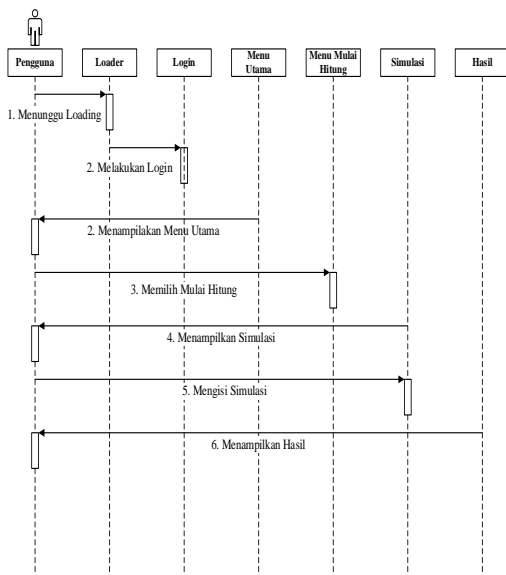 Pengguna
Loader
Login
Menu
Utama
Menu Mulai
Hitung
Simulasi
Hasil
1. Menunggu Loading
2. Melakukan Login
2. Menampilakan Menu Utama
3. Memilih Mulai Hitung
4. Menampilkan Simulasi
5. Mengisi Simulasi
6. Menampilkan Hasil